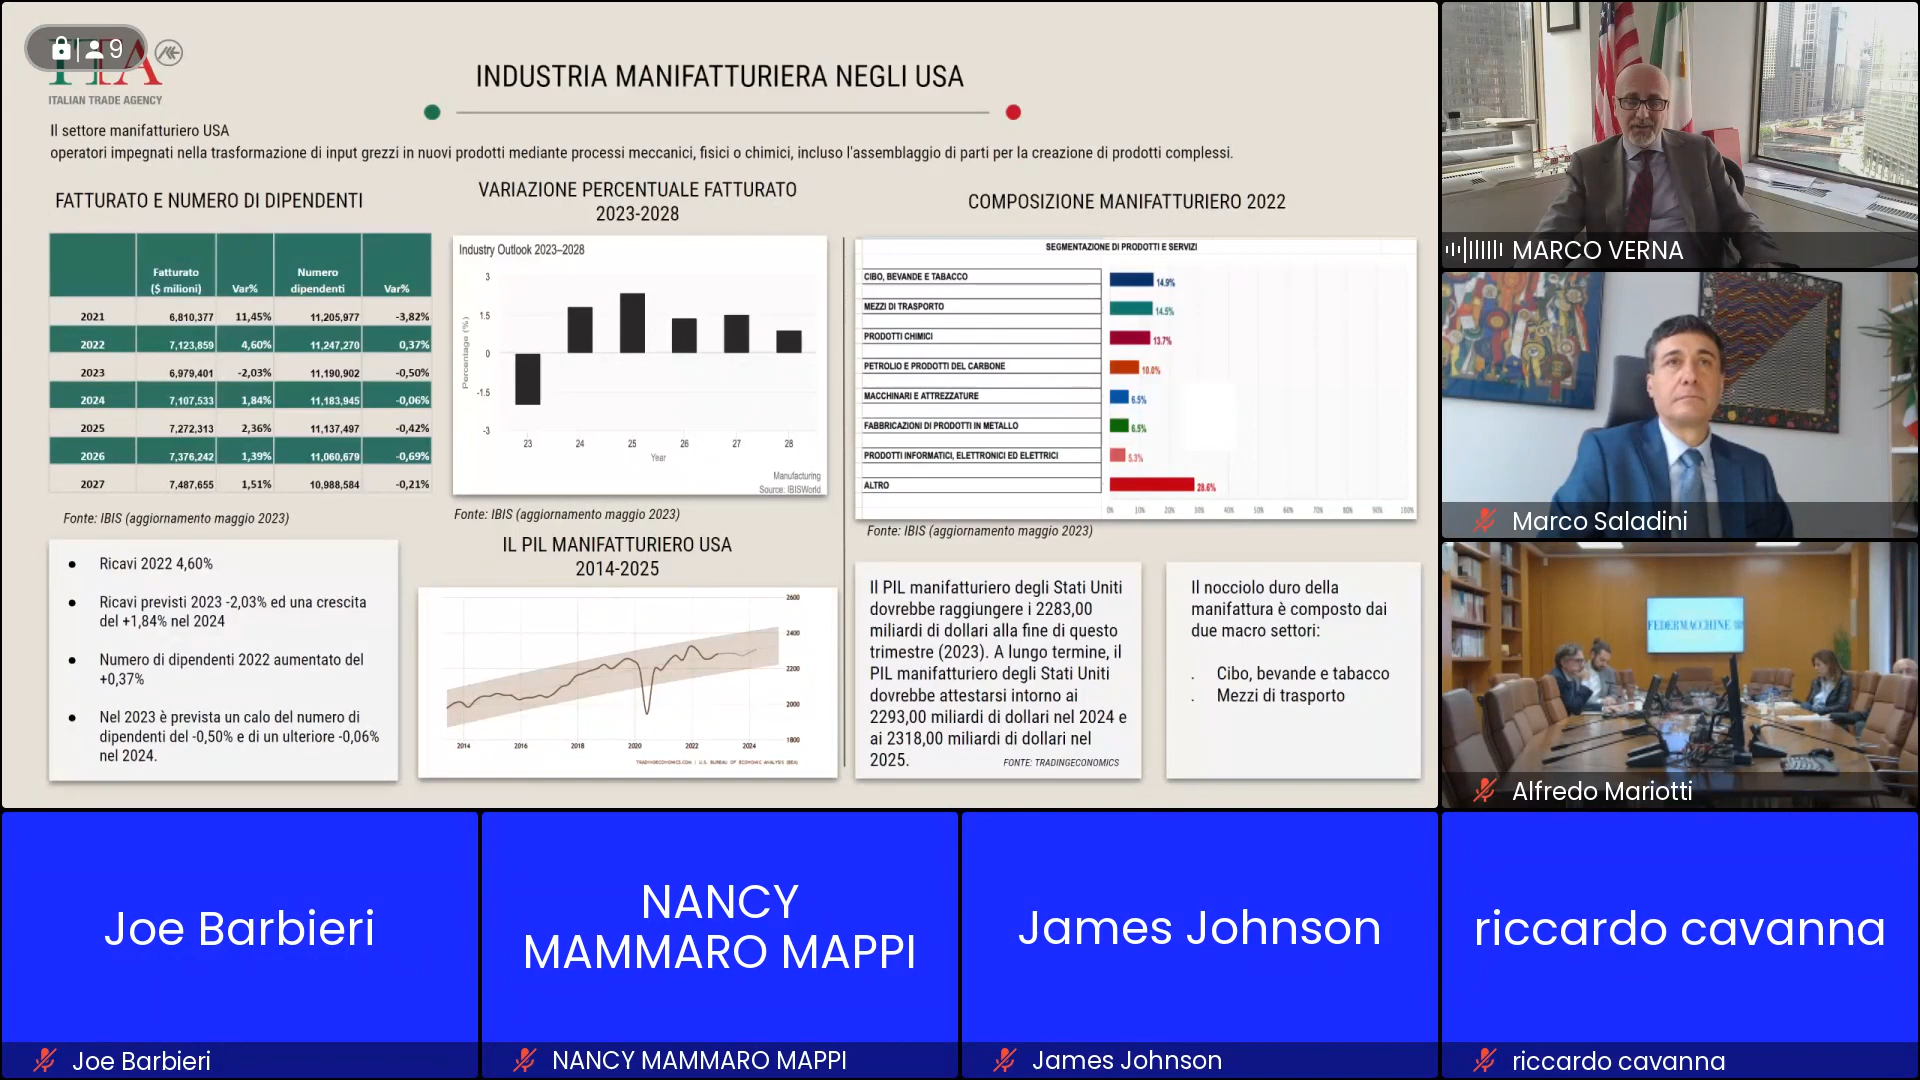 9
ITALIAN TRADE AGENCY
INDUSTRIA MANIFATTURIERA NEGLI USA
Il settore manifatturiero USA
operatori impegnati nella trasformazione di input grezzi in nuovi prodotti mediante processi meccanici, fisici o chimici, incluso l'assemblaggio di parti per la creazione di prodotti complessi.
FATTURATO E NUMERO DI DIPENDENTI
Fatturato ($ milioni) Var% Numero dipendenti Var%
2021 6,810,377 11,45% 11,205,977 -3,82%
2022 7,123,859 4,60% 11,247,270 0,37%
2023 6,979,401 -2,03% 11,190,902 -0,50%
2024 7,107,533 1,84% 11,183,945 -0,06%
2025 7,272,313 2,36% 11,137,497 -0,42%
2026 7,376,242 1,39% 11,060,679 -0,69%
2027 7,487,655 1,51% 10,988,584 -0,21%
Fonte: IBIS (aggiornamento maggio 2023)
• Ricavi 2022 4,60%
• Ricavi previsti 2023 -2,03% ed una crescita
del +1,84% nel 2024
• Numero di dipendenti 2022 aumentato del
+0,37%
• Nel 2023 è prevista un calo del numero di
dipendenti del -0,50% e di un ulteriore -0,06%
nel 2024.
VARIAZIONE PERCENTUALE FATTURATO
2023-2028
Industry Outlook 2023–2028
Percentage (%)
3
1.5
0
-1.5
-3
23 24 25 26 27 28
Year
Manufacturing
Source: IBISWorld
Fonte: IBIS (aggiornamento maggio 2023)
IL PIL MANIFATTURIERO USA
2014-2025
2600
2400
2200
2000
1800
2014 2016 2018 2020 2022 2024
TRADINGECONOMICS.COM | U.S. BUREAU OF ECONOMIC ANALYSIS (BEA)
COMPOSIZIONE MANIFATTURIERO 2022
SEGMENTAZIONE DI PRODOTTI E SERVIZI
CIBO, BEVANDE E TABACCO 14.9%
MEZZI DI TRASPORTO 14.5%
PRODOTTI CHIMICI 13.7%
PETROLIO E PRODOTTI DEL CARBONE 10.0%
MACCHINARI E ATTREZZATURE 6.5%
FABBRICAZIONI DI PRODOTTI IN METALLO 6.5%
PRODOTTI INFORMATICI, ELETTRONICI ED ELETTRICI 5.3%
ALTRO 28.6%
0% 10% 20% 30% 40% 50% 60% 70% 80% 90% 100%
Fonte: IBIS (aggiornamento maggio 2023)
Il PIL manifatturiero degli Stati Uniti
dovrebbe raggiungere i 2283,00
miliardi di dollari alla fine di questo
trimestre (2023). A lungo termine, il
PIL manifatturiero degli Stati Uniti
dovrebbe attestarsi intorno ai
2293,00 miliardi di dollari nel 2024 e
ai 2318,00 miliardi di dollari nel
2025.
FONTE: TRADINGECONOMICS
Il nocciolo duro della
manifattura è composto dai
due macro settori:
. Cibo, bevande e tabacco
. Mezzi di trasporto
MARCO VERNA
Marco Saladini
FEDERMACCHINE
Alfredo Mariotti
Joe Barbieri
Joe Barbieri
NANCY
MAMMARO MAPPI
NANCY MAMMARO MAPPI
James Johnson
James Johnson
riccardo cavanna
riccardo cavanna